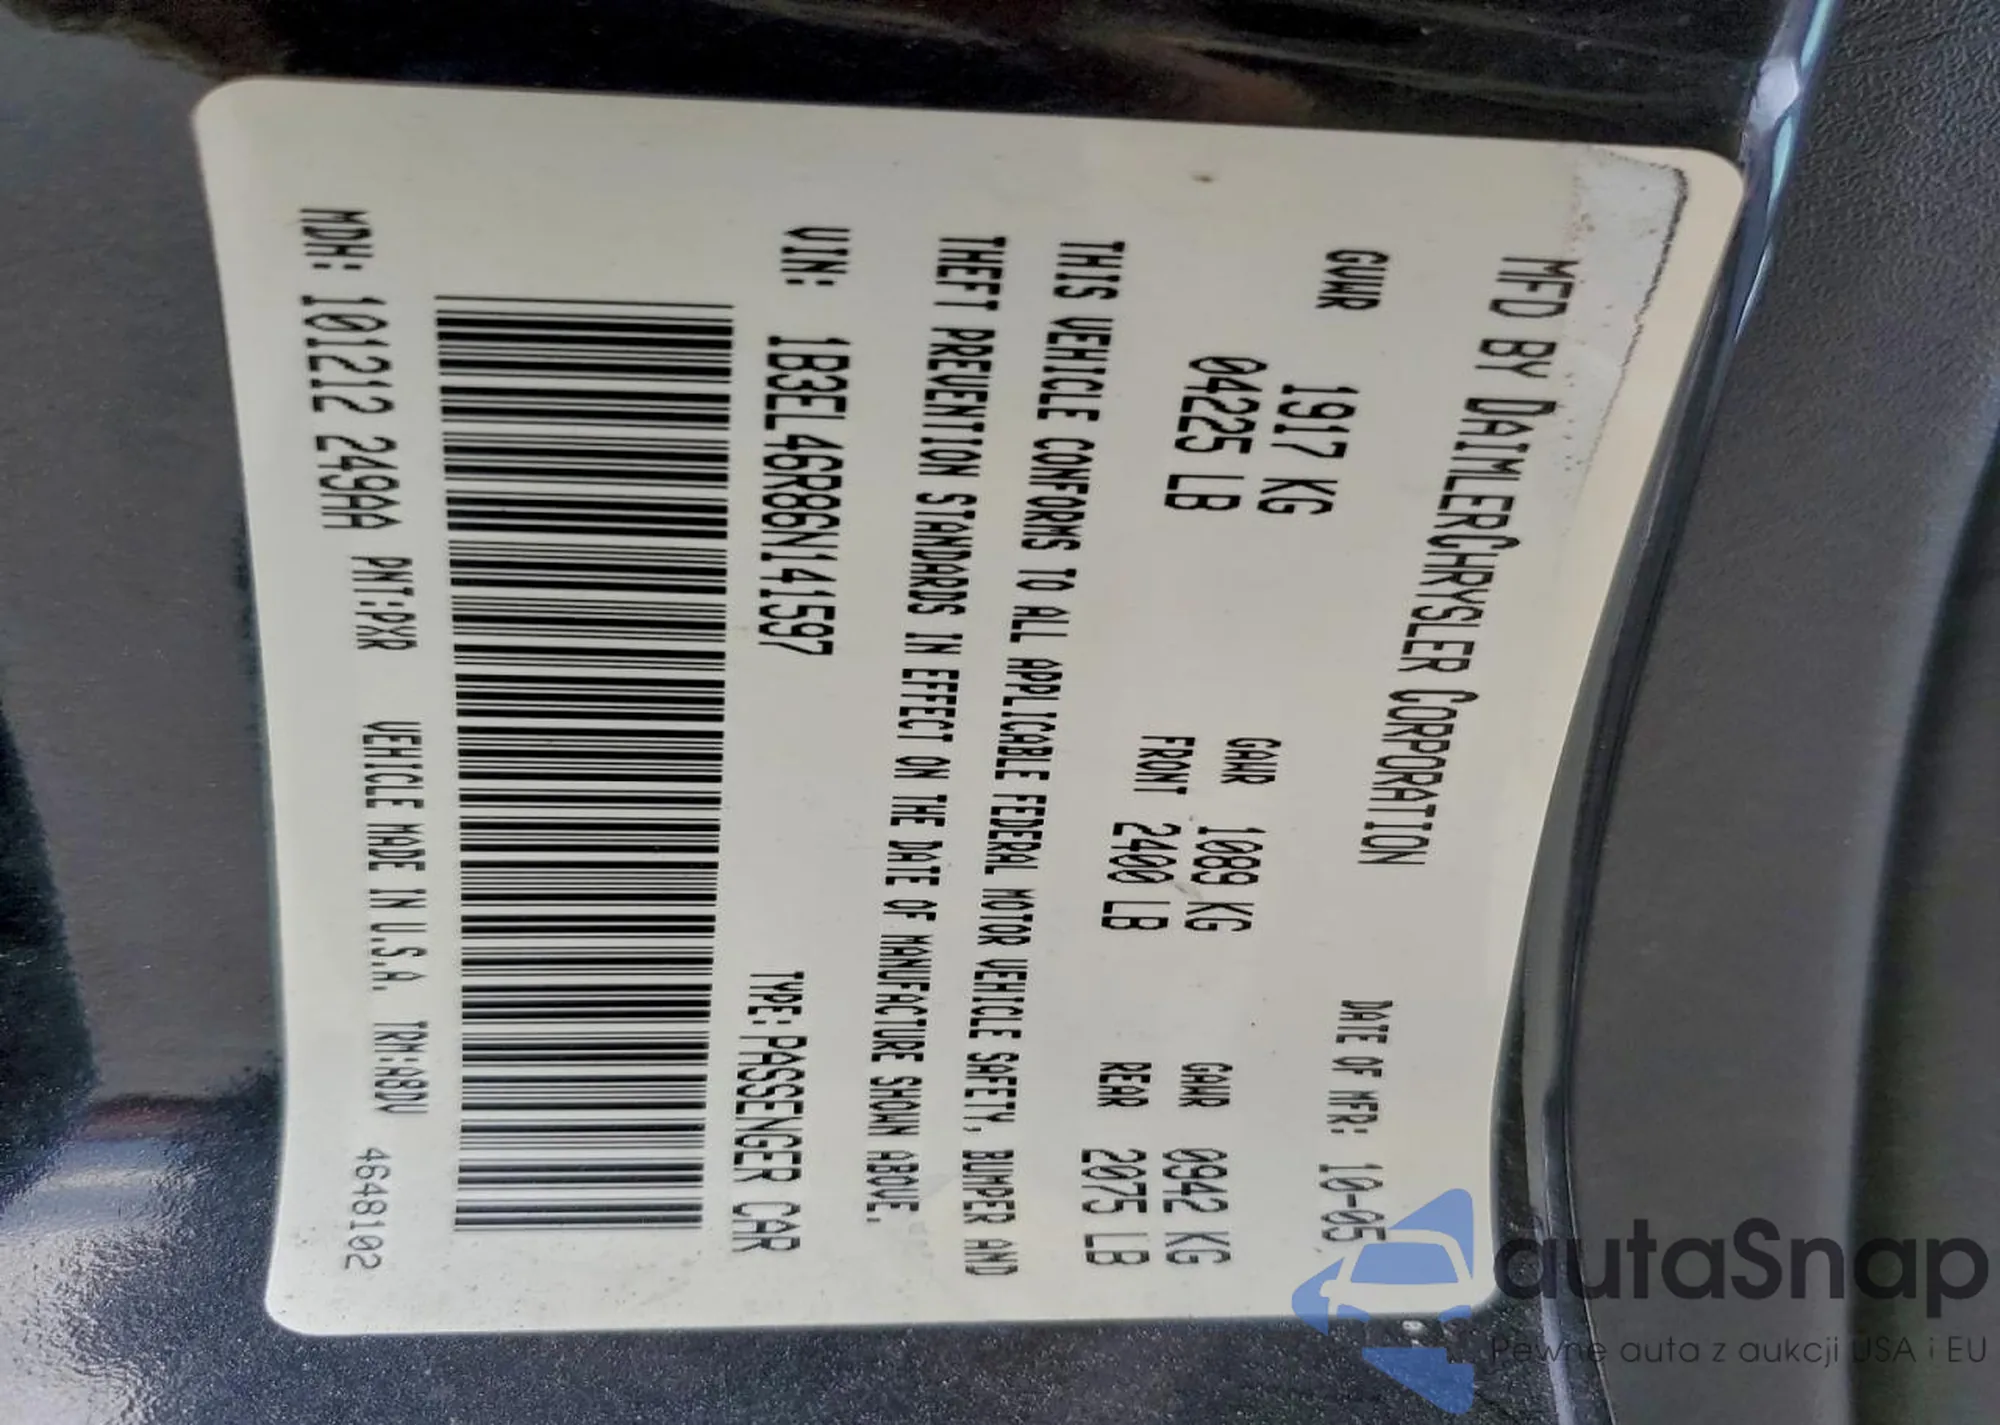 MFD BY DAIMLERCHRYSLER CORPORATION DATE OF MFR: 10-05
GVWR 1917 KG GAWR 1089 KG GAWR 0942 KG
04225 LB FRONT 2400 LB REAR 2075 LB
THIS VEHICLE CONFORMS TO ALL APPLICABLE FEDERAL MOTOR VEHICLE SAFETY, BUMPER AND
THEFT PREVENTION STANDARDS IN EFFECT ON THE DATE OF MANUFACTURE SHOWN ABOVE.
VIN: 1B3EL46R86N141597 TYPE:PASSENGER CAR
MDH: 101212 249AA PNT:PXR VEHICLE MADE IN U.S.A. TRM:A8DV 4648102
autaSnap
Pewne auta z aukcji USA i EU